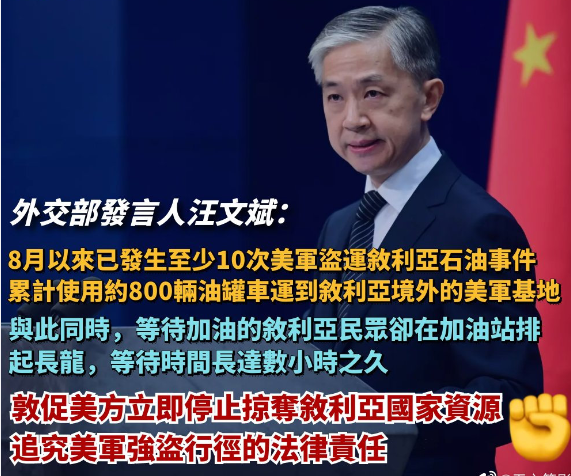 外交部發言人汪文斌：
8月以來已發生至少10次美軍盜運敘利亞石油事件
累計使用約800輛油罐車運到敘利亞境外的美軍基地
與此同時，等待加油的敘利亞民眾卻在加油站排
起長龍，等待時間長達數小時之久
敦促美方立即停止掠奪敘利亞國家資源
追究美軍強盜行徑的法律責任